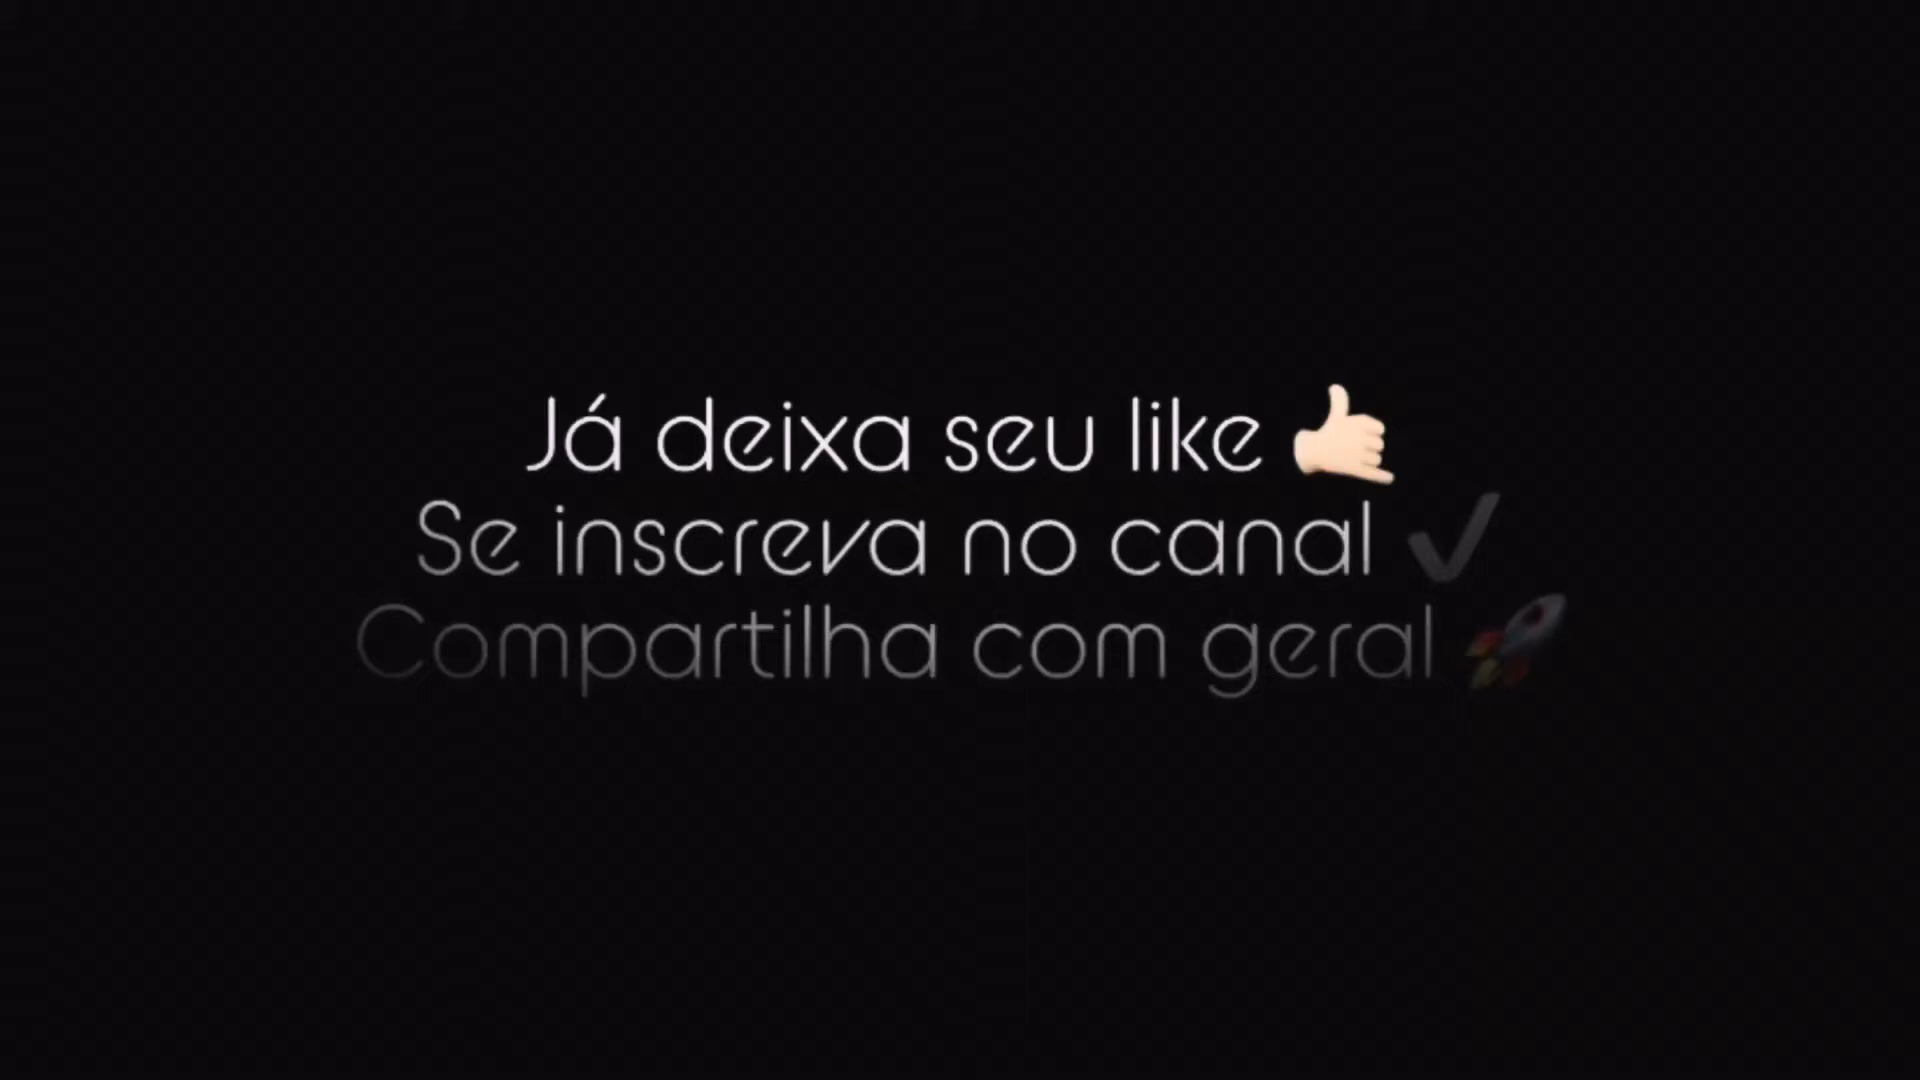 Já deixa seu like 🤙🏻
Se inscreva no canal ✔
Compartilha com geral 🚀